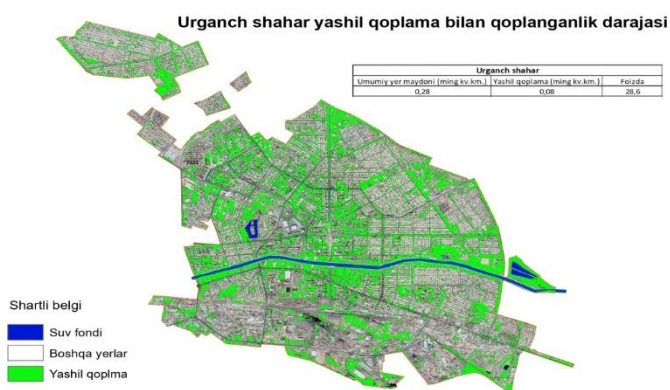 Urganch shahar yashil qoplama bilan qoplanganlik darajasi
Urganch shahar
Umumiy yer maydoni (ming kv.km.) Yashil qoplama (ming kv.km.) Foizda
0,28 0,08 28,6
Shartli belgi
Suv fondi
Boshqa yerlar
Yashil qoplma